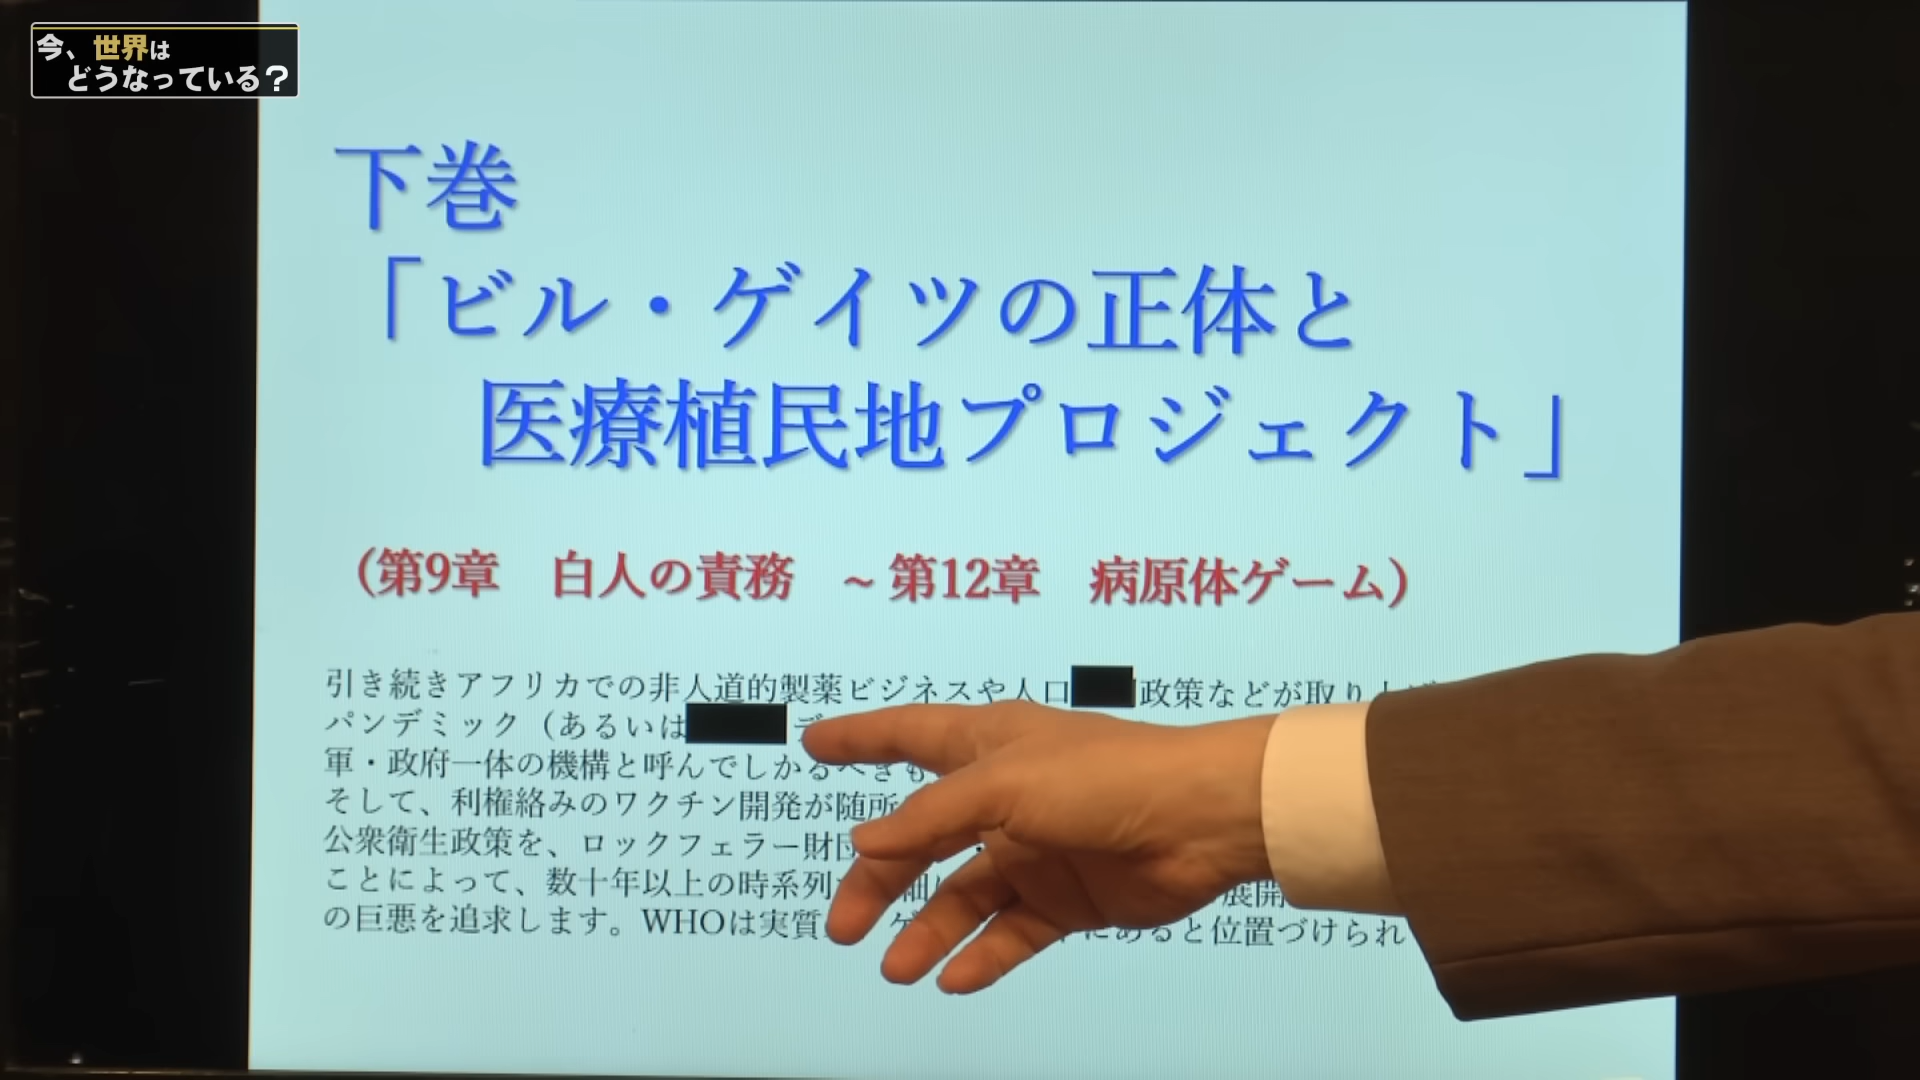 今、世界は
どうなっている?
下巻
「ビル・ゲイツの正体と
医療植民地プロジェクト」
（第9章　白人の責務　～第12章　病原体ゲーム）
引き続きアフリカでの非人道的製薬ビジネスや人口 政策などが取り上げ
パンデミック（あるいは
軍・政府一体の機構と呼んでしかるべきも
そして、利権絡みのワクチン開発が随所
公衆衛生政策を、ロックフェラー財団
ことによって、数十年以上の時系列 展開
の巨悪を追求します。WHOは実質 にあると位置づけられ